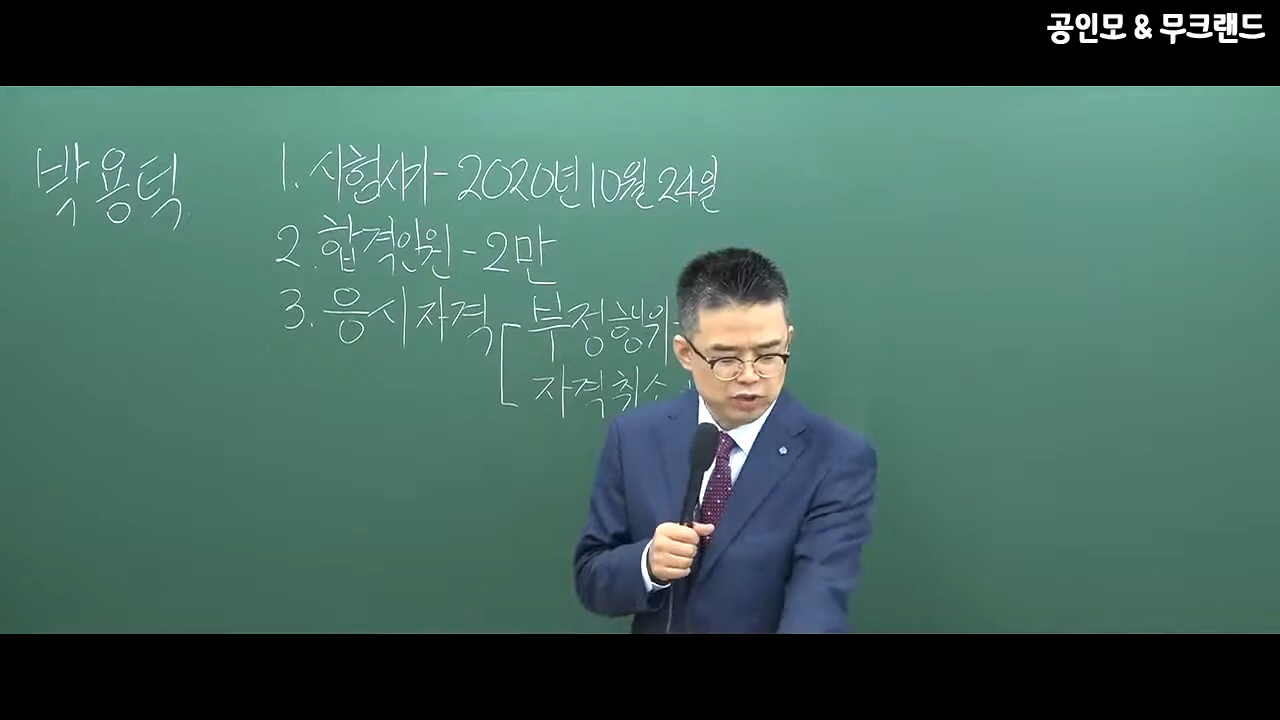 공인모 & 무크랜드
박용덕
1. 시험시기 - 2020년 10월 24일
2. 합격인원 - 2만
3. 응시자격
부정행위 -
자격취소